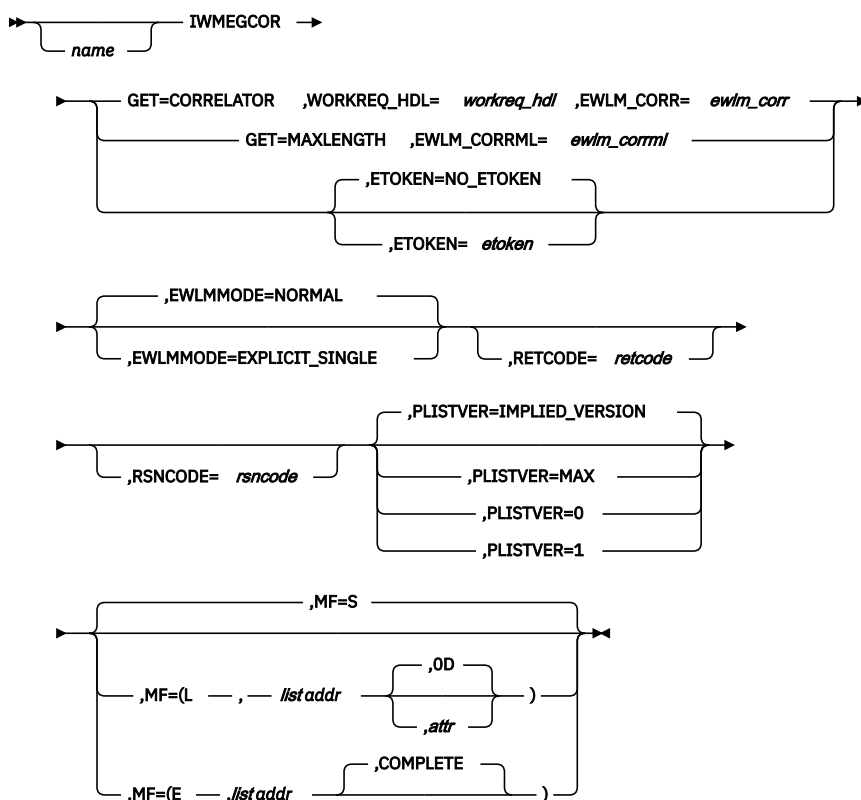 IWMEGCOR
name
GET=CORRELATOR ,WORKREQ_HDL= workreq_hdl ,EWLM_CORR= ewlm_corr
GET=MAXLENGTH ,EWLM_CORRML= ewlm_corrml
,ETOKEN=NO_ETOKEN
,ETOKEN= etoken
,EWLMMODE=NORMAL
,EWLMMODE=EXPLICIT_SINGLE
,RETCODE= retcode
,PLISTVER=IMPLIED_VERSION
,RSNCODE= rsncode
,PLISTVER=MAX
,PLISTVER=0
,PLISTVER=1
,MF=S
,0D
,MF=(L , list addr )
,attr
,COMPLETE
,MF=(E ,list addr )